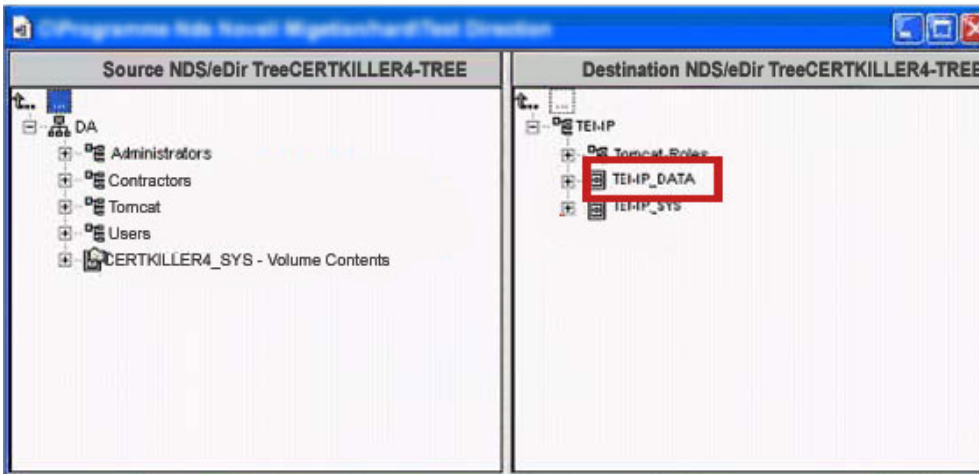 Source NDS/eDir TreeCERTKILLER4-TREE
Destination NDS/eDir TreeCERTKILLER4-TREE
DA
Administrators
Contractors
Tomcat
Users
CERTKILLER4_SYS - Volume Contents
TEMP
Tomcat-Roles
TEMP_DATA
TEMP_SYS